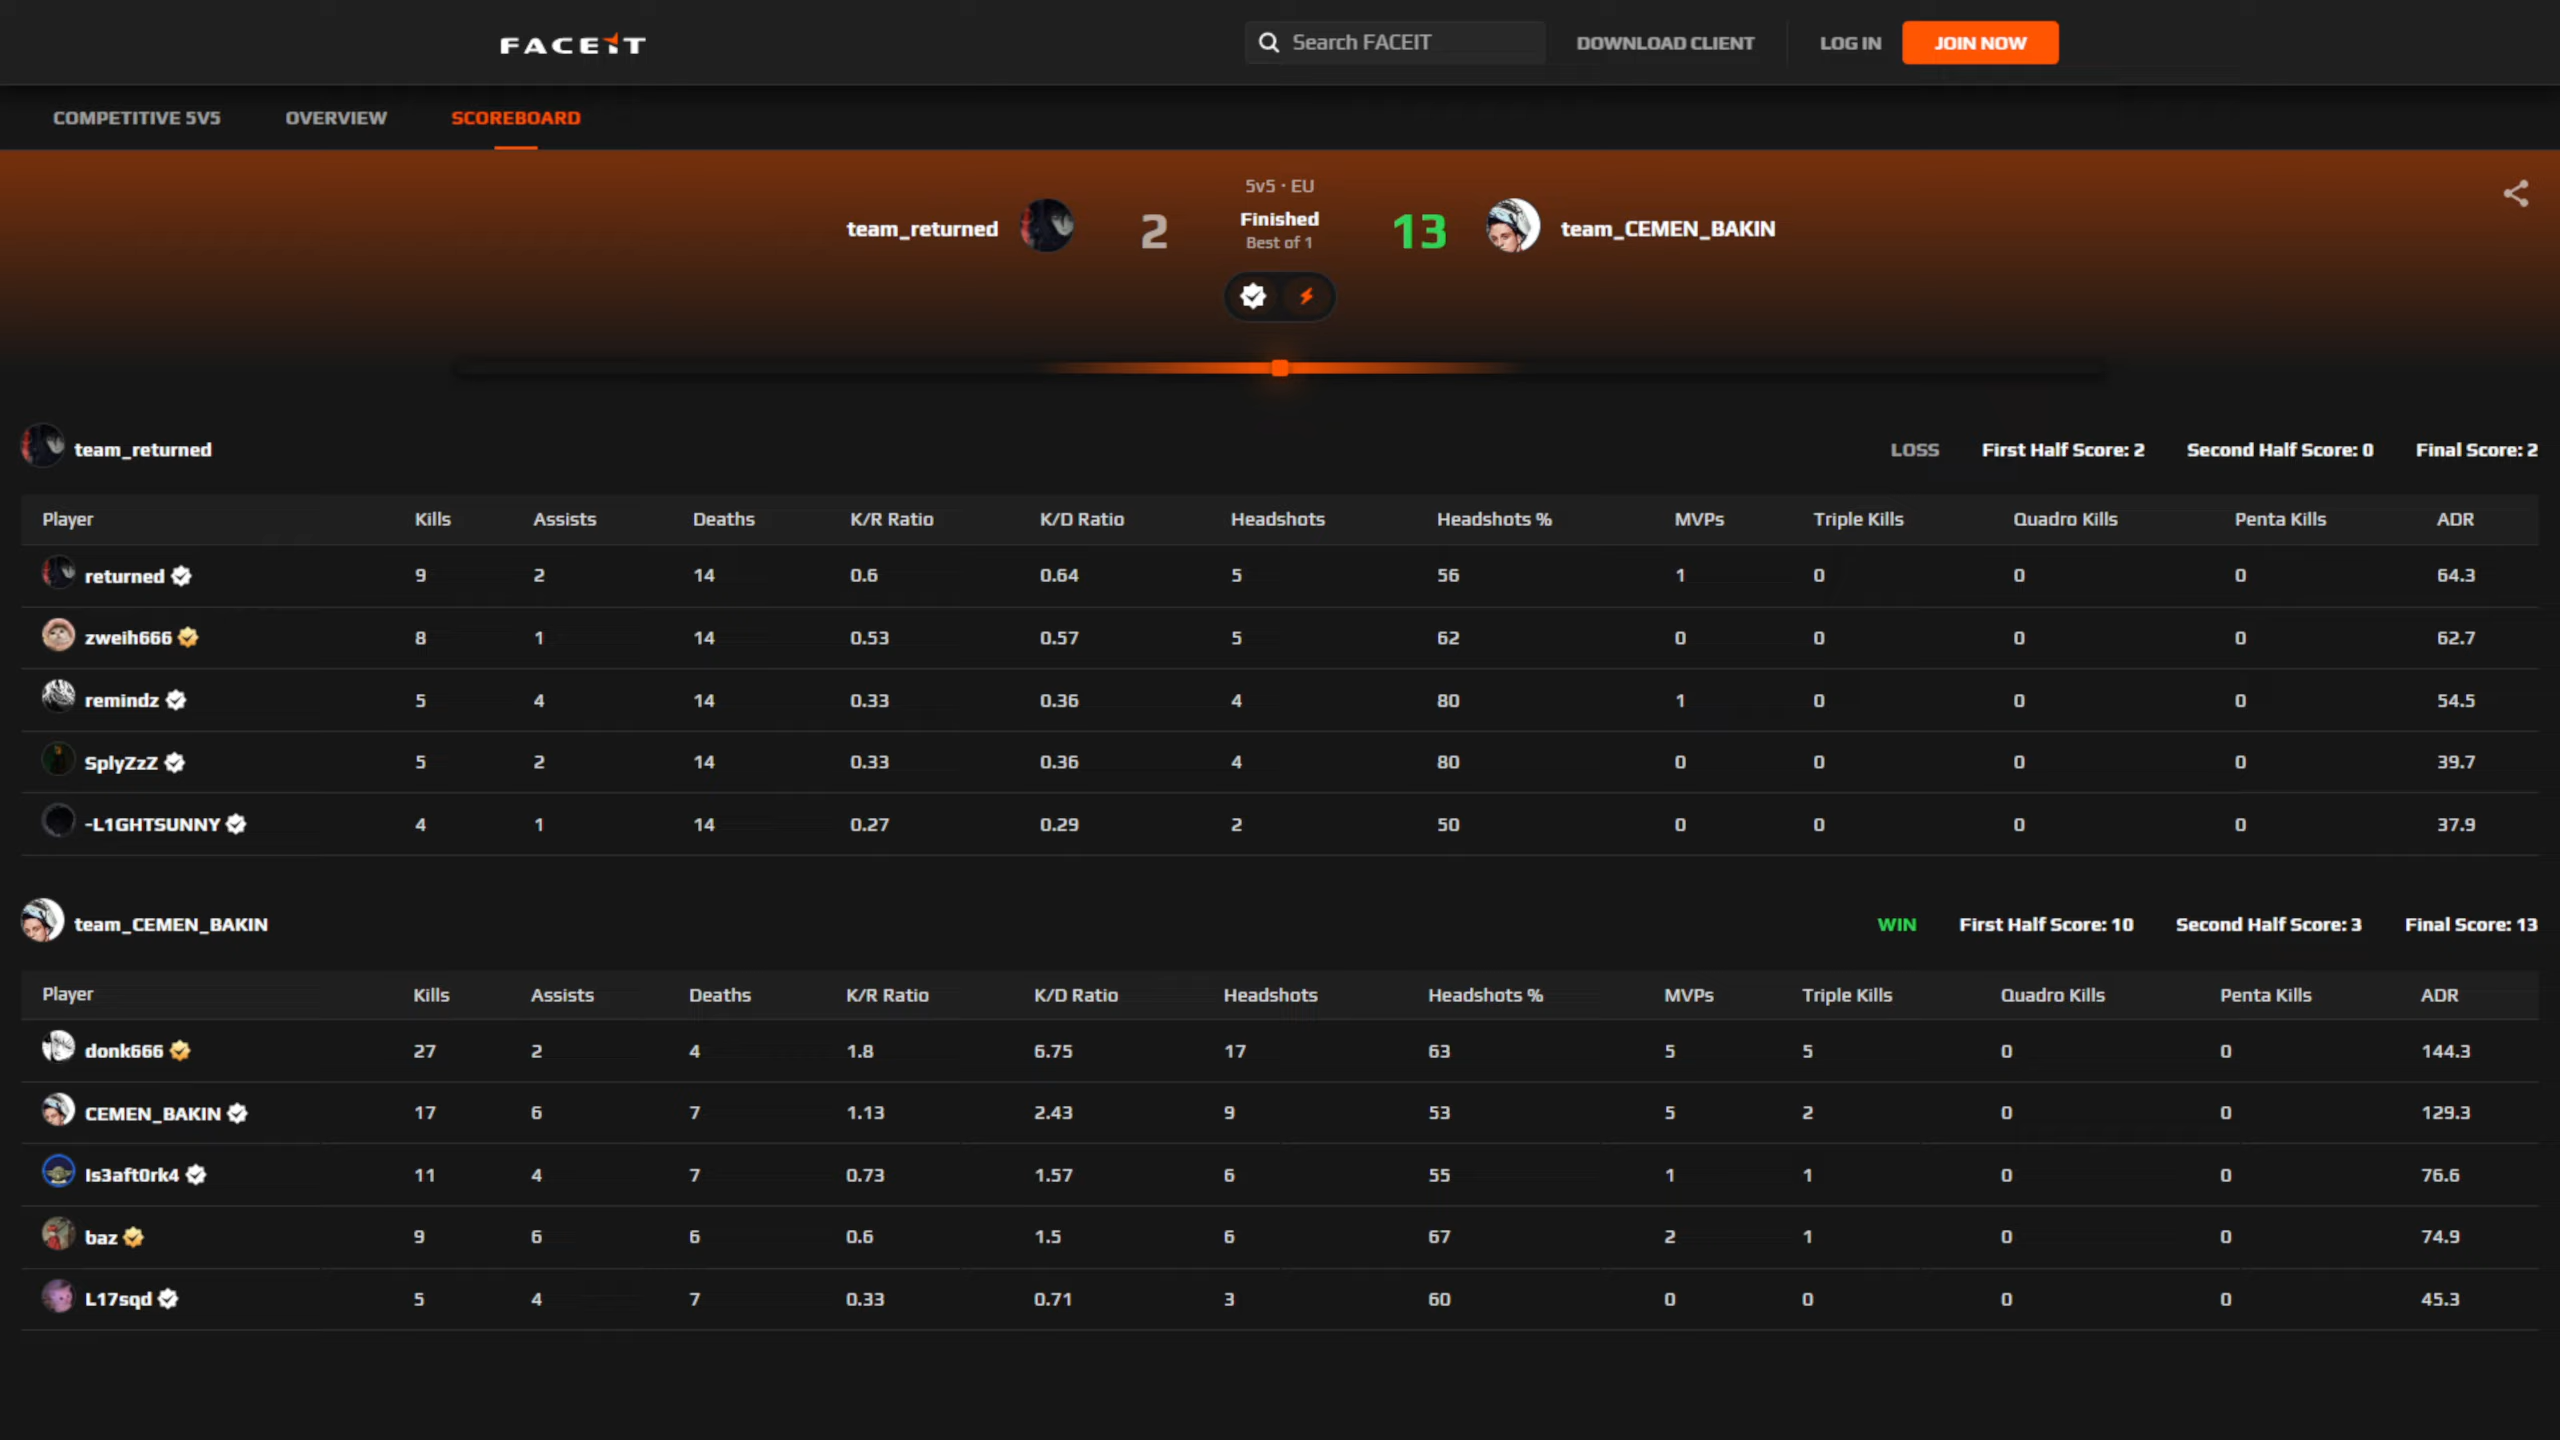 FACEIT
Search FACEIT
DOWNLOAD CLIENT
LOG IN
JOIN NOW
COMPETITIVE 5V5 OVERVIEW SCOREBOARD
5v5 · EU
team_returned 2 Finished 13 team_CEMEN_BAKIN
Best of 1
team_returned LOSS First Half Score: 2 Second Half Score: 0 Final Score: 2
Player Kills Assists Deaths K/R Ratio K/D Ratio Headshots Headshots % MVPs Triple Kills Quadro Kills Penta Kills ADR
returned 9 2 14 0.6 0.64 5 56 1 0 0 0 64.3
zweih666 8 1 14 0.53 0.57 5 62 0 0 0 0 62.7
remindz 5 4 14 0.33 0.36 4 80 1 0 0 0 54.5
SplyZzZ 5 2 14 0.33 0.36 4 80 0 0 0 0 39.7
-L1GHTSUNNY 4 1 14 0.27 0.29 2 50 0 0 0 0 37.9
team_CEMEN_BAKIN WIN First Half Score: 10 Second Half Score: 3 Final Score: 13
Player Kills Assists Deaths K/R Ratio K/D Ratio Headshots Headshots % MVPs Triple Kills Quadro Kills Penta Kills ADR
donk666 27 2 4 1.8 6.75 17 63 5 5 0 0 144.3
CEMEN_BAKIN 17 6 7 1.13 2.43 9 53 5 2 0 0 129.3
Is3aft0rk4 11 4 7 0.73 1.57 6 55 1 1 0 0 76.6
baz 9 6 6 0.6 1.5 6 67 2 1 0 0 74.9
L17sqd 5 4 7 0.33 0.71 3 60 0 0 0 0 45.3